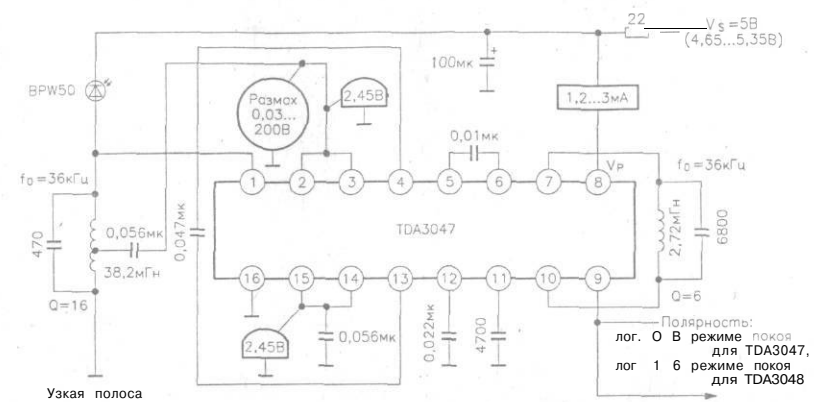 22
Vs =5В
(4,65...5,35В)
100мк
+
BPW50
2,45В
Размах
0,03...
200В
1,2...3мА
0,01мк
f₀ =36кГц
VP
f₀ =36кГц
1 2 3 4 5 6 7 8
470
0,056мк
0,047мк
TDA3047
2,72мГн
6800
38,2мГн
16 15 14 13 12 11 10 9
Q=16
Q=6
2,45В
0,056мк
0,022мк
4700
Полярность:
лог. О В режиме покоя
для TDA3047,
лог 1 6 режиме покоя
для TDA3048
Узкая полоса